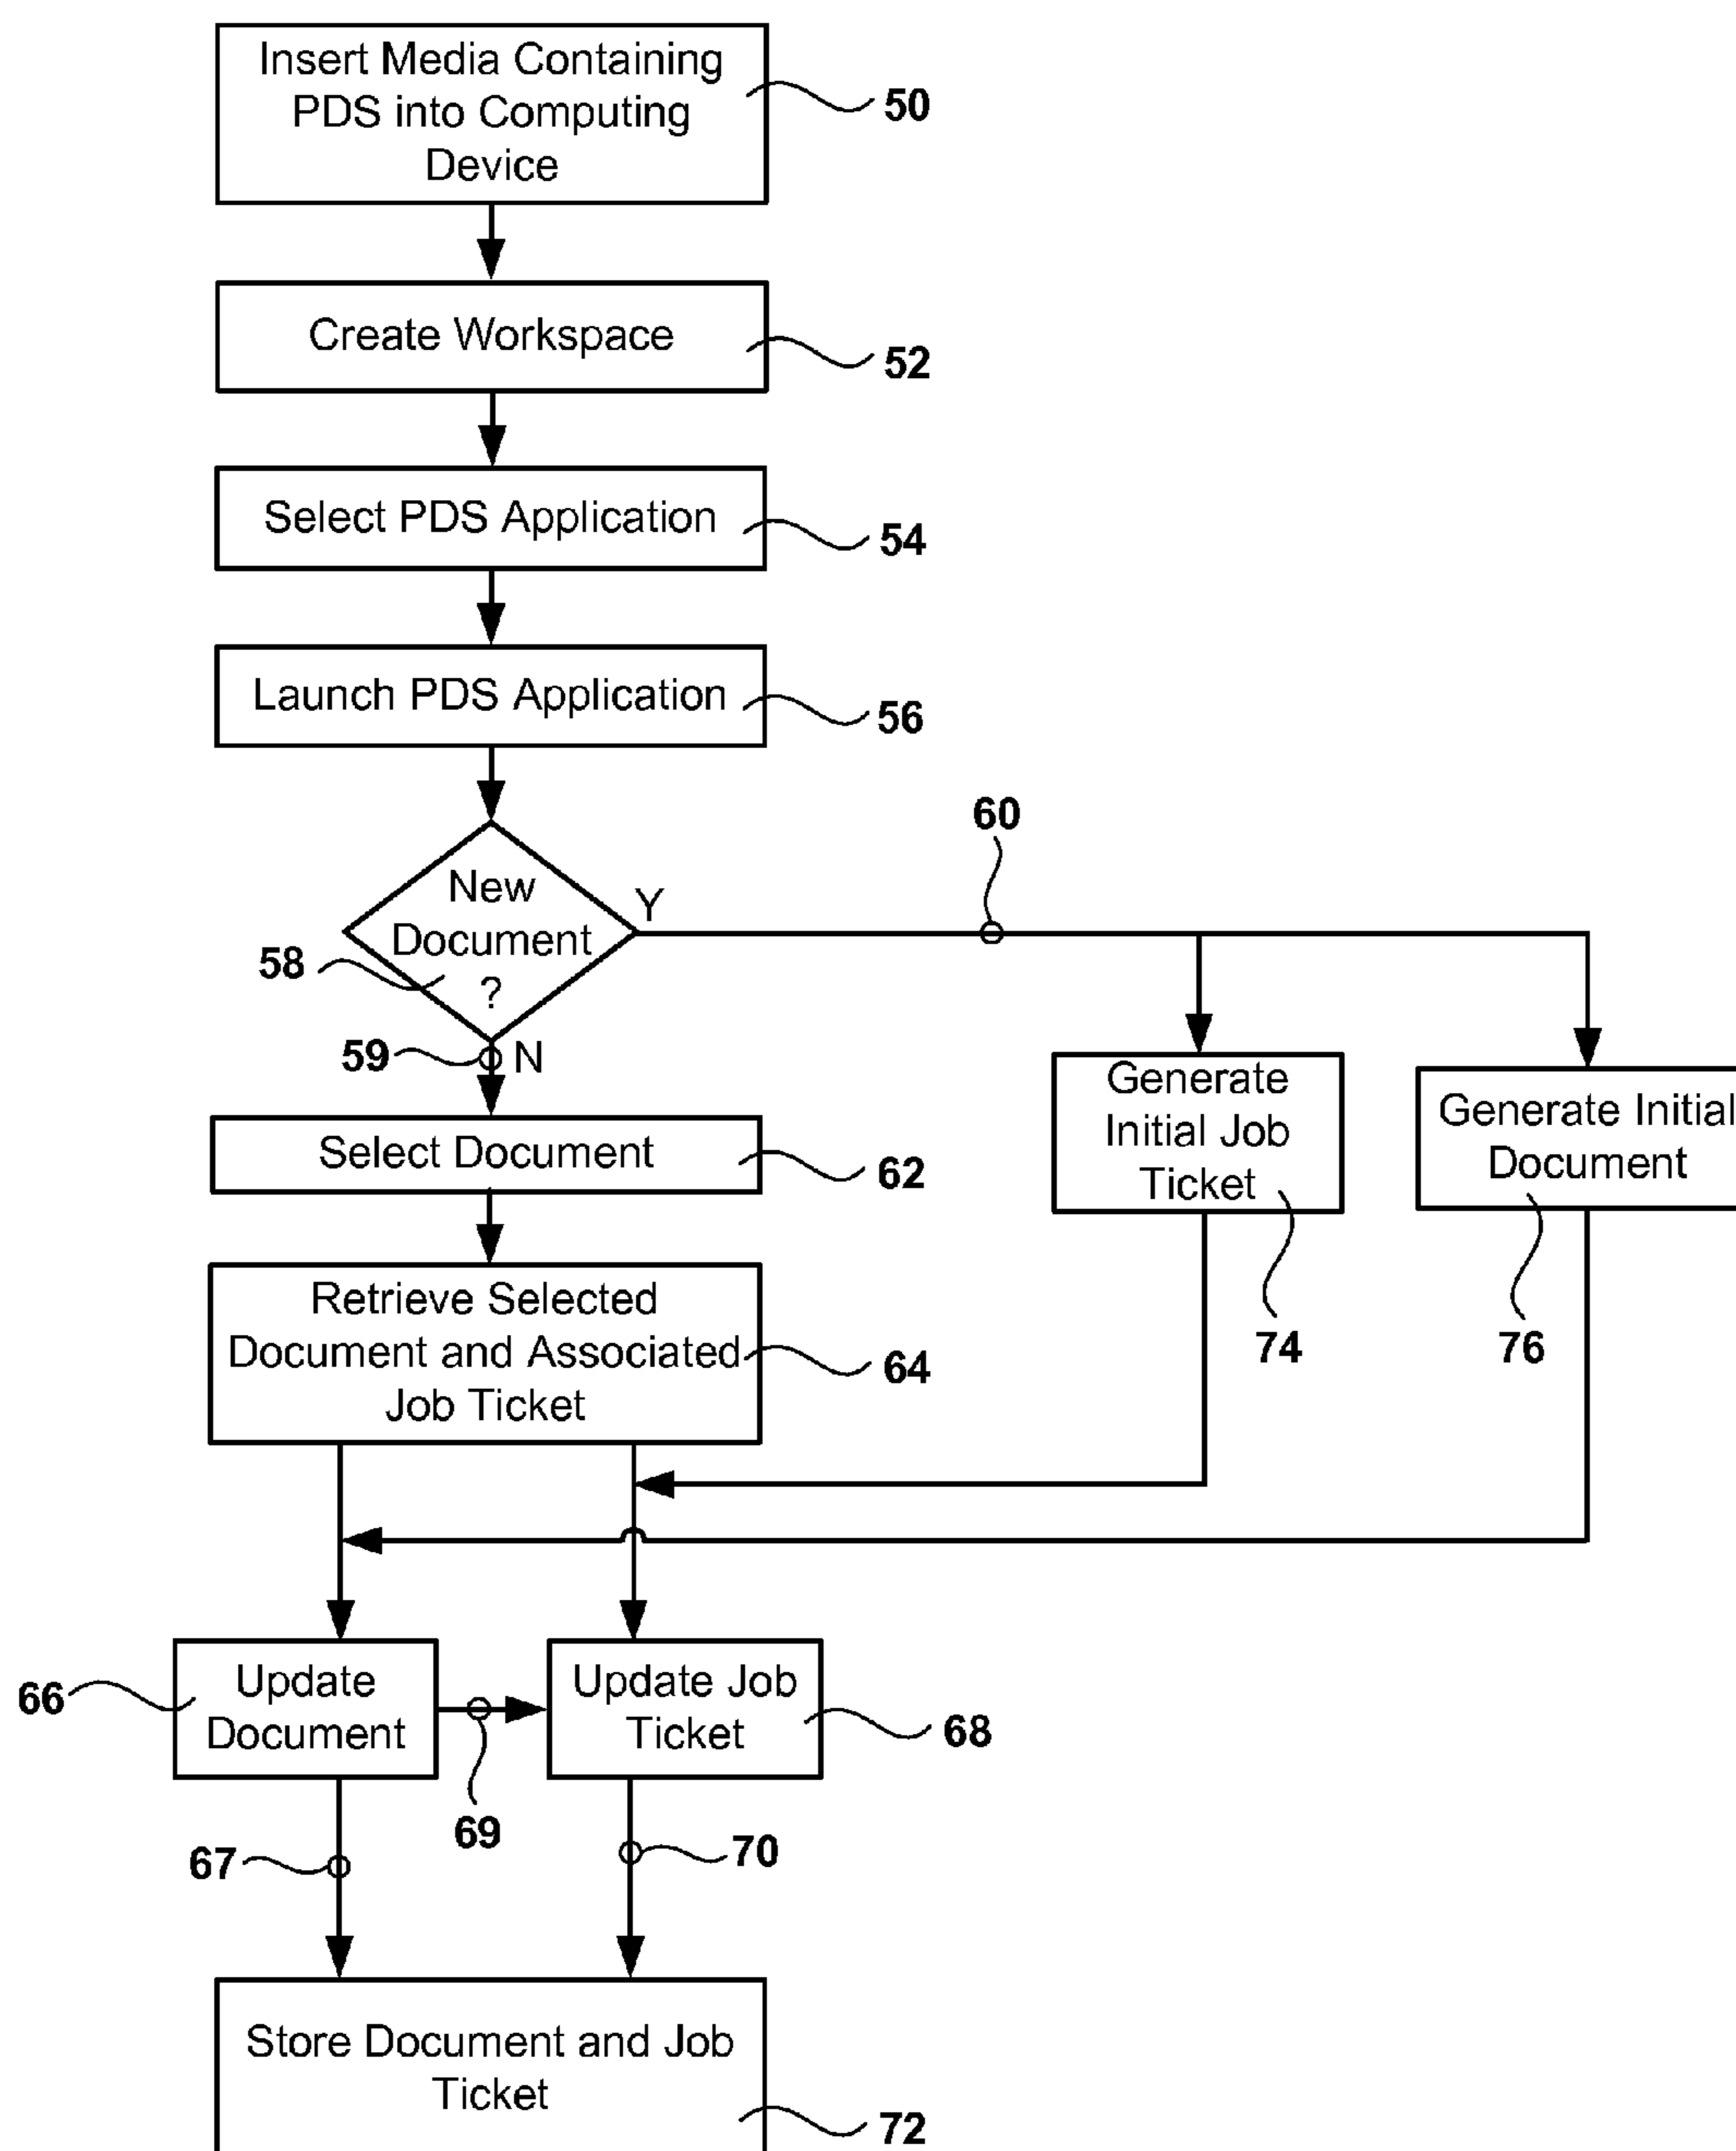 Insert Media Containing
PDS into Computing
Device
50
Create Workspace
52
Select PDS Application
54
Launch PDS Application
56
60
New
Document
?
Y
58
59
N
Select Document
62
Generate
Initial Job
Ticket
74
Generate Initial
Document
76
Retrieve Selected
Document and Associated
Job Ticket
64
66
Update
Document
69
Update Job
Ticket
68
67
70
Store Document and Job
Ticket
72